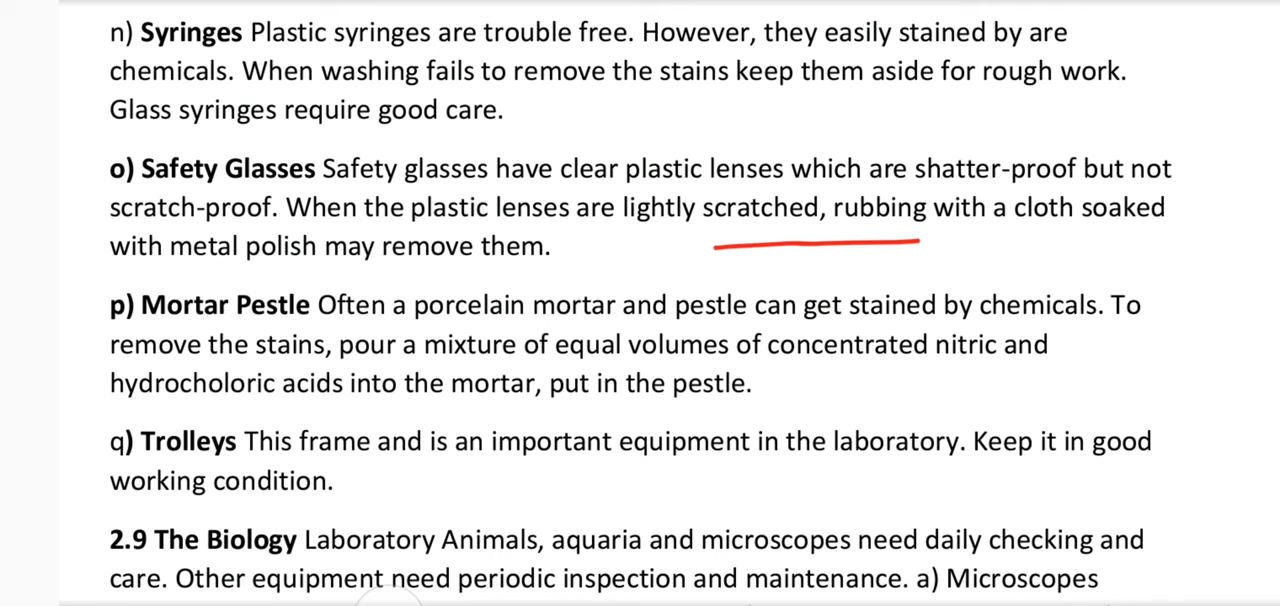 n) Syringes Plastic syringes are trouble free. However, they easily stained by are
chemicals. When washing fails to remove the stains keep them aside for rough work.
Glass syringes require good care.
o) Safety Glasses Safety glasses have clear plastic lenses which are shatter-proof but not
scratch-proof. When the plastic lenses are lightly scratched, rubbing with a cloth soaked
with metal polish may remove them.
p) Mortar Pestle Often a porcelain mortar and pestle can get stained by chemicals. To
remove the stains, pour a mixture of equal volumes of concentrated nitric and
hydrocholoric acids into the mortar, put in the pestle.
q) Trolleys This frame and is an important equipment in the laboratory. Keep it in good
working condition.
2.9 The Biology Laboratory Animals, aquaria and microscopes need daily checking and
care. Other equipment need periodic inspection and maintenance. a) Microscopes